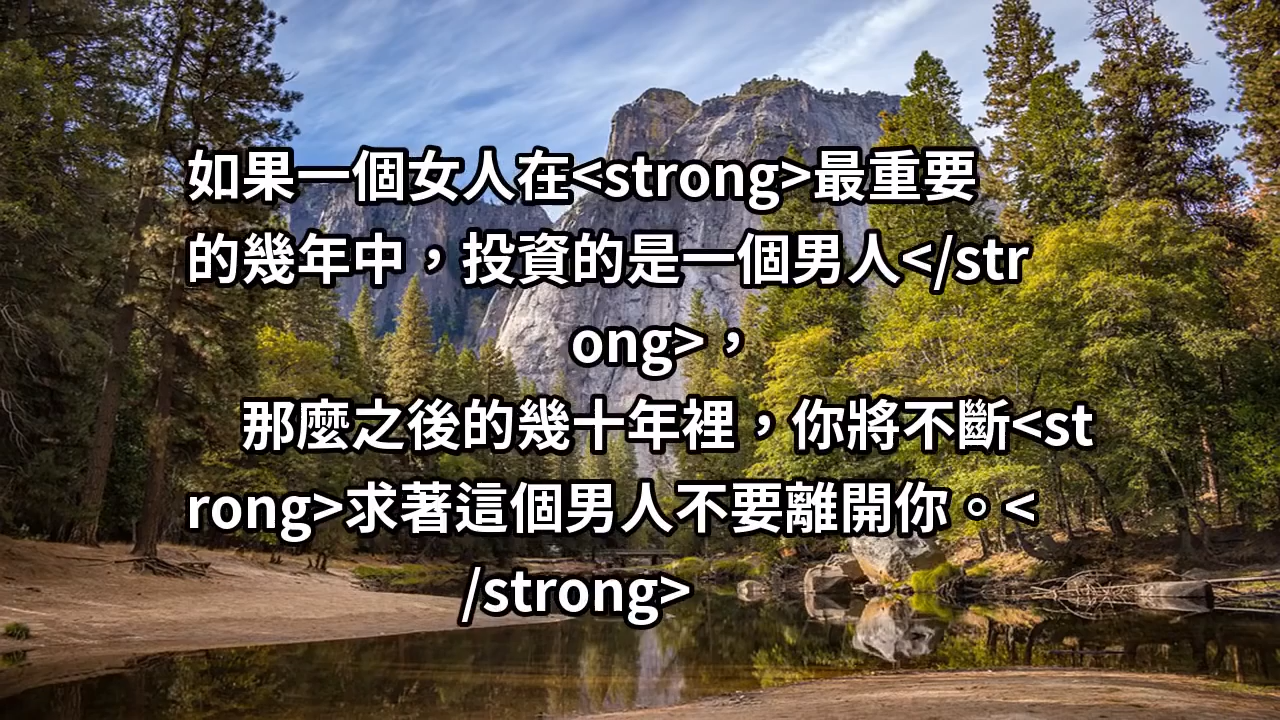 如果一個女人在<strong>最重要
的幾年中，投資的是一個男人</str
ong>，
那麼之後的幾十年裡，你將不斷<st
rong>求著這個男人不要離開你。<
/strong>